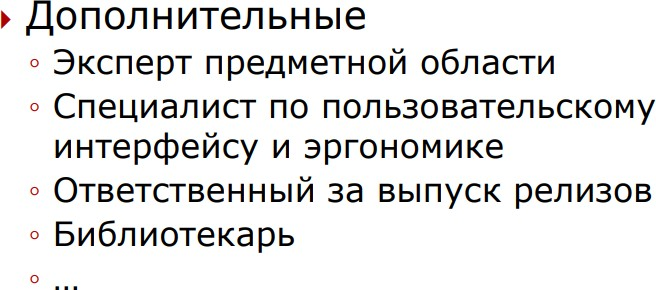 Дополнительные
Эксперт предметной области
Специалист по пользовательскому
интерфейсу и эргономике
Ответственный за выпуск релизов
Библиотекарь
...